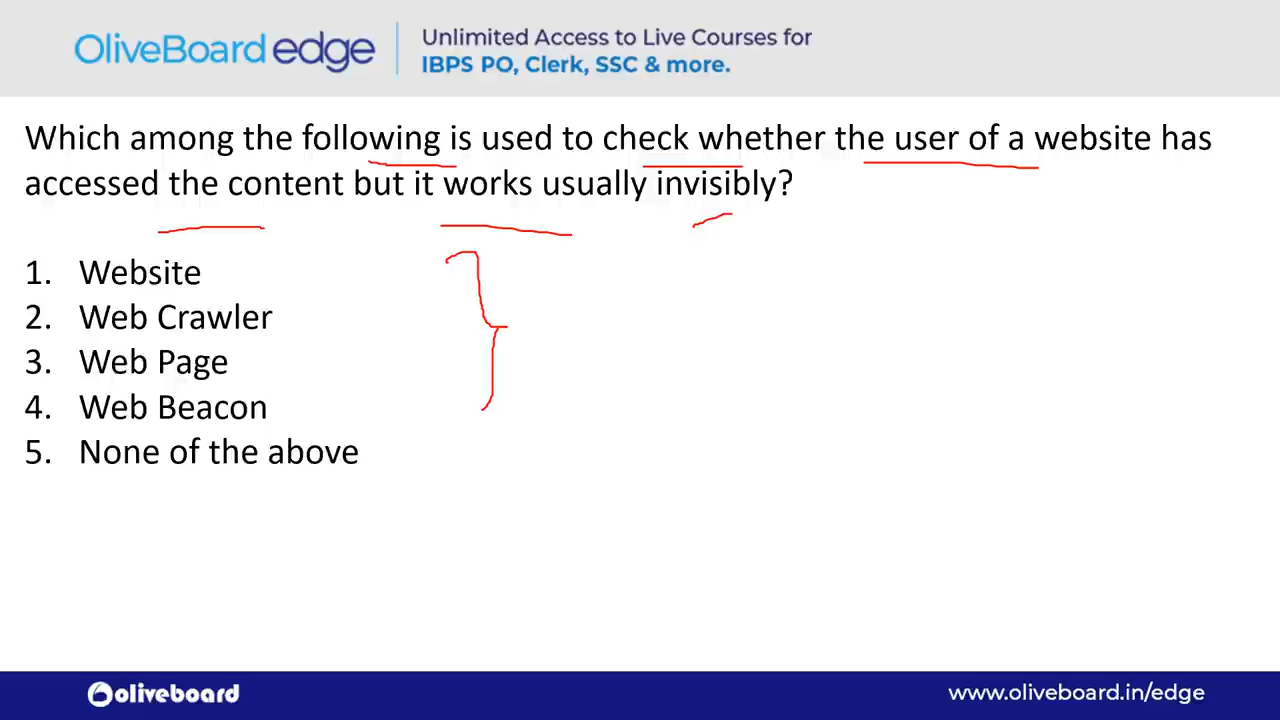 OliveBoard edge
Unlimited Access to Live Courses for
IBPS PO, Clerk, SSC & more.
Which among the following is used to check whether the user of a website has
accessed the content but it works usually invisibly?
1. Website
2. Web Crawler
3. Web Page
4. Web Beacon
5. None of the above
oliveboard
www.oliveboard.in/edge